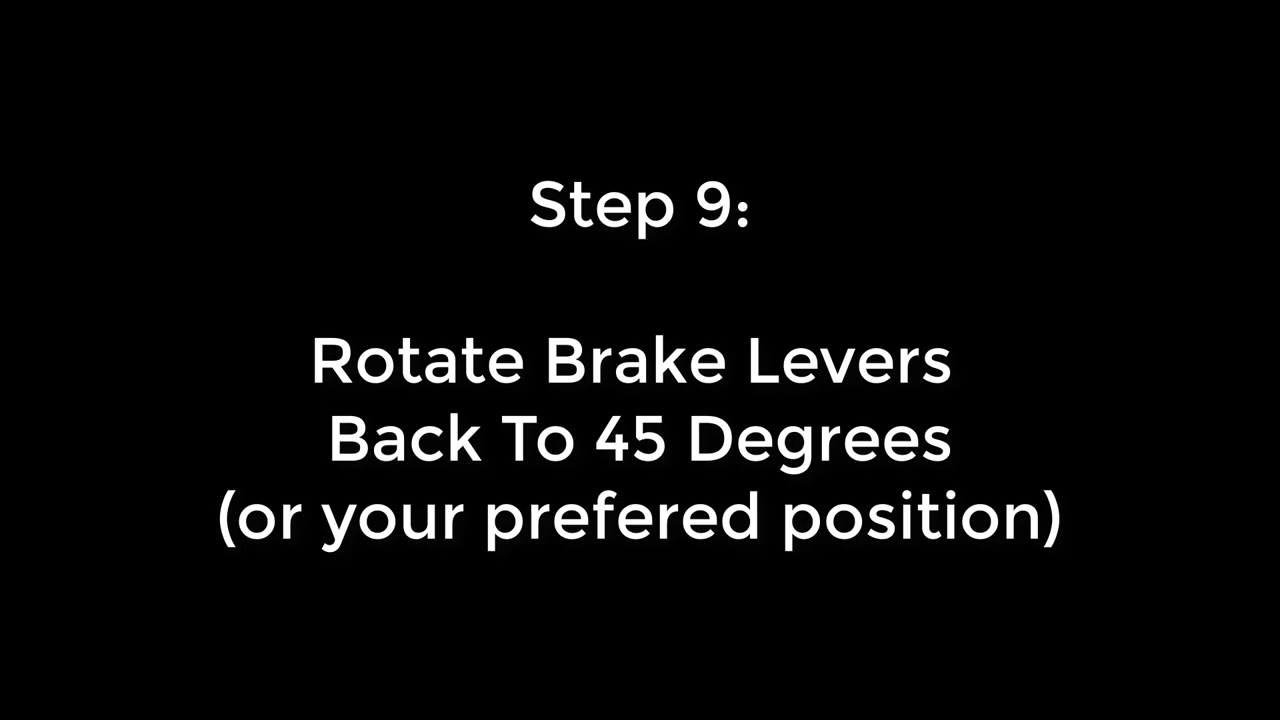 Step 9:
Rotate Brake Levers
Back To 45 Degrees
(or your prefered position)